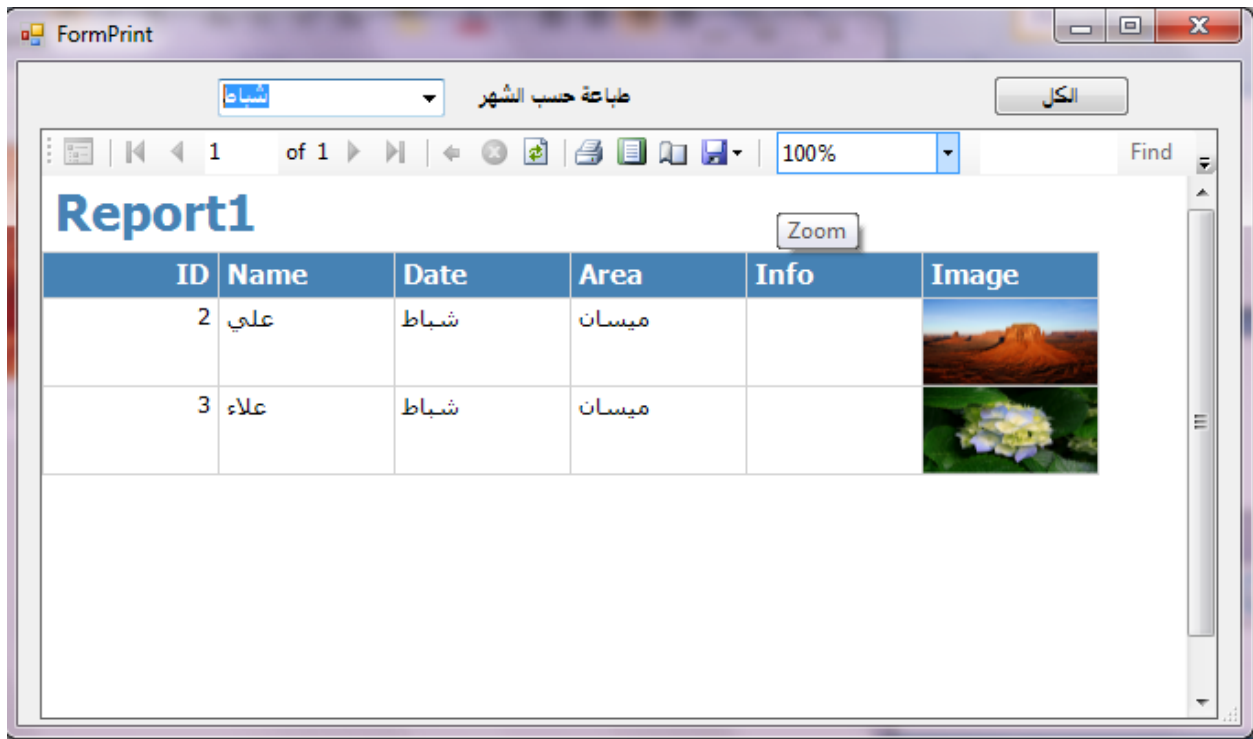 FormPrint
الكل
طباعة حسب الشهر
شباط
1 of 1
100%
Find
Report1
Zoom
ID Name Date Area Info Image
2 علي شباط ميسان
3 علاء شباط ميسان